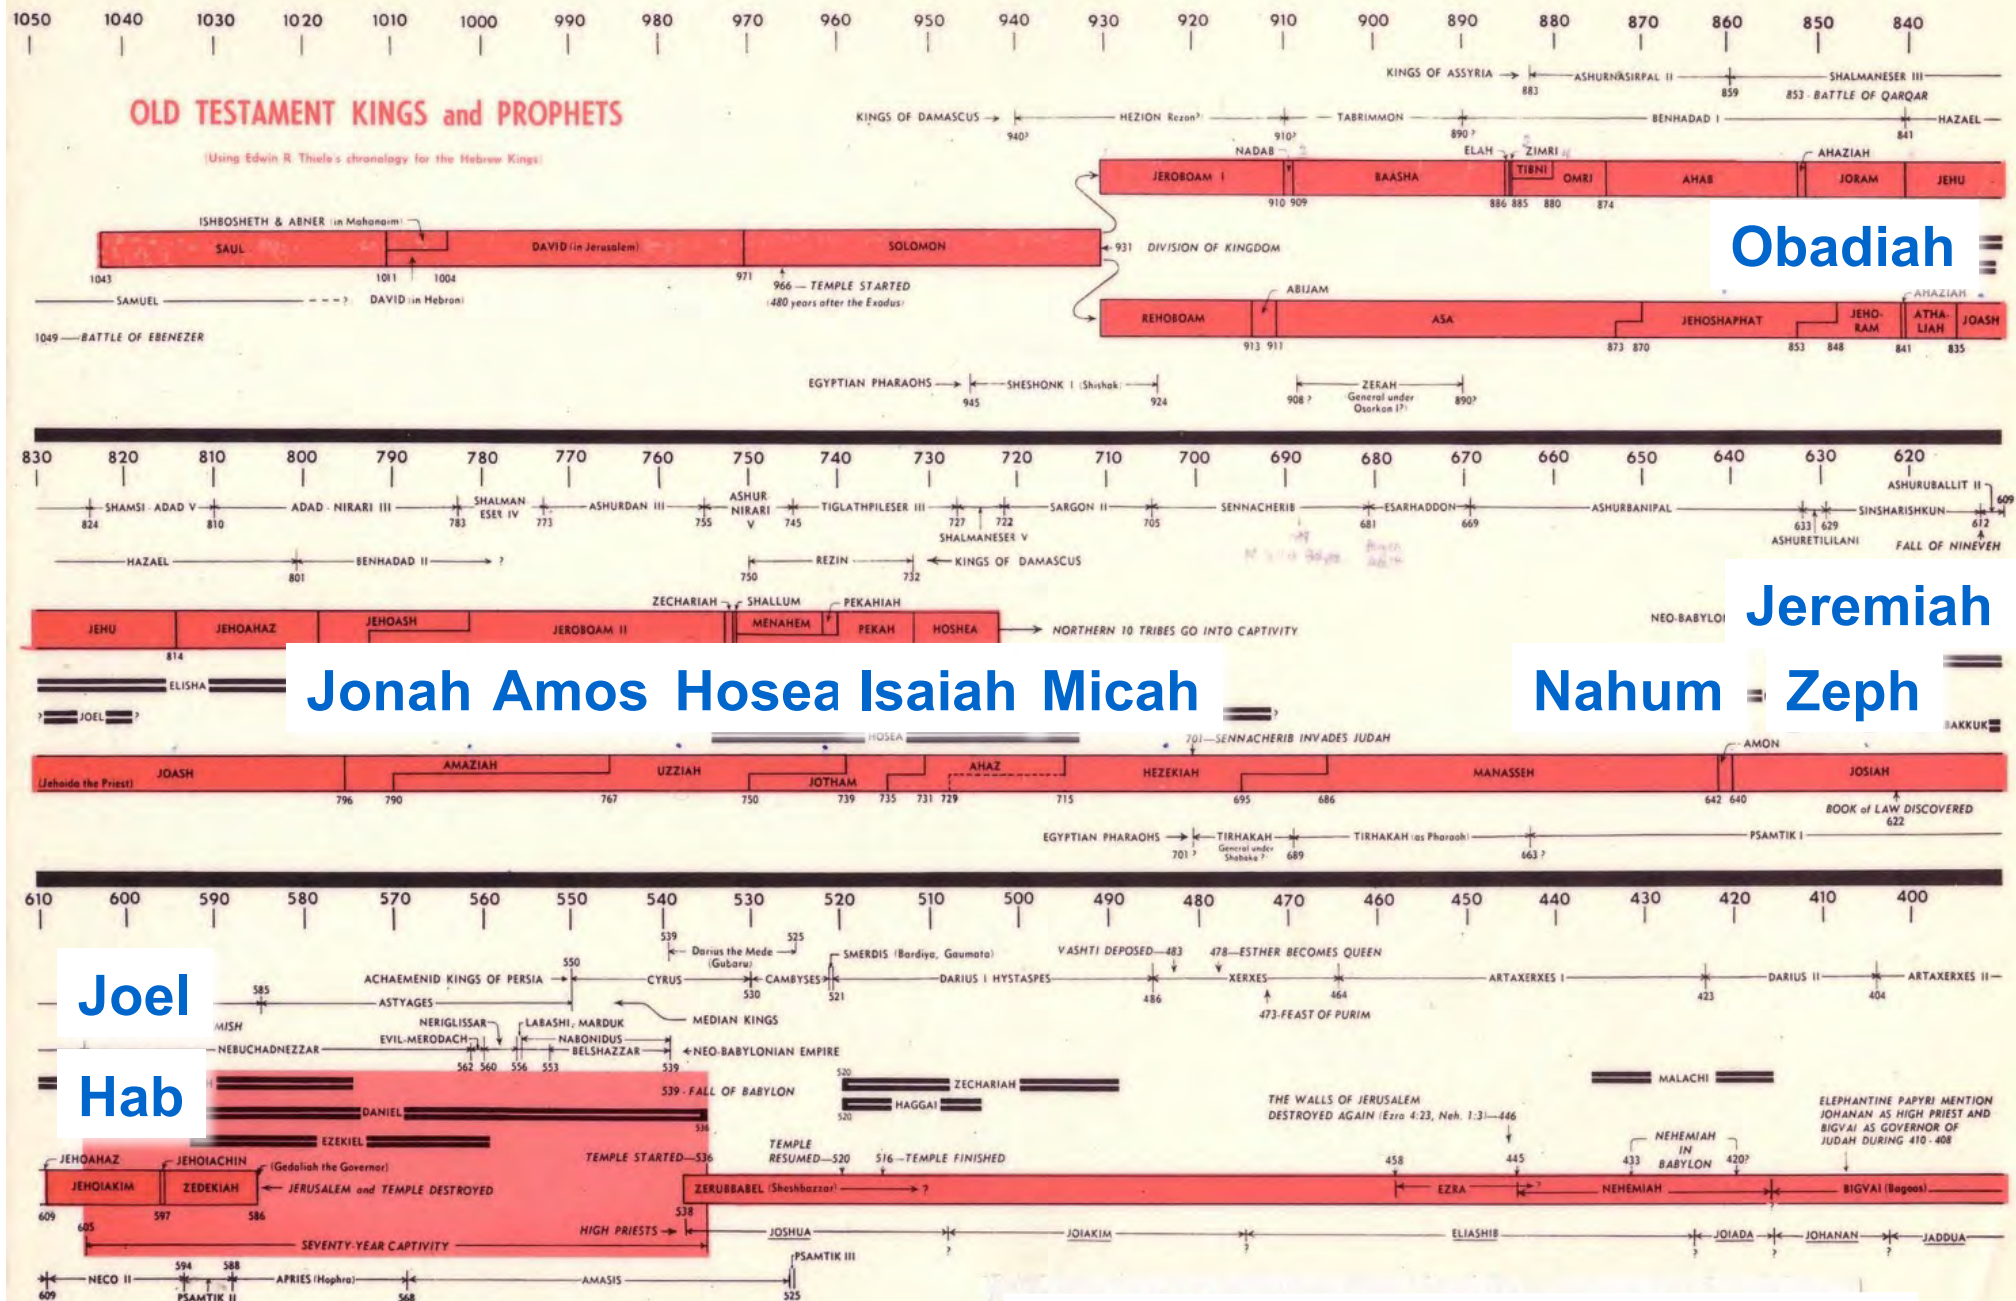 1050 1040 1030 1020 1010 1000 990 980 970 960 950 940 930 920 910 900 890 880 870 860 850 840
KINGS OF ASSYRIA ASHURNASIRPAL II SHALMANESER III
883 859 853 - BATTLE OF QARQAR
OLD TESTAMENT KINGS and PROPHETS
(Using Edwin R Thiele's chronology for the Hebrew Kings)
KINGS OF DAMASCUS HEZION Rezon? TABRIMMON BENHADAD I HAZAEL
940? 910? 890? 841
NADAB ELAH ZIMRI AHAZIAH
JEROBOAM I BAASHA TIBNI OMRI AHAB JORAM JEHU
910 909 886 885 880 874
ISHBOSHETH & ABNER (in Mahanaim)
SAUL DAVID (in Jerusalem) SOLOMON
931 DIVISION OF KINGDOM
Obadiah
1043 1011 1004 971 966 — TEMPLE STARTED
(480 years after the Exodus)
SAMUEL ---? DAVID (in Hebron)
ABIJAM AHAZIAH
REHOBOAM ASA JEHOSHAPHAT JEHO-RAM ATHA-LIAH JOASH
913 911 873 870 853 848 841 835
1049 — BATTLE OF EBENEZER
EGYPTIAN PHARAOHS SHESHONK I (Shishak) ZERAH
General under
Osorkon I?)
945 924 908 ? 890?
830 820 810 800 790 780 770 760 750 740 730 720 710 700 690 680 670 660 650 640 630 620
SHAMSI - ADAD V ADAD - NIRARI III SHALMAN ESER IV ASHURDAN III ASHUR- NIRARI V TIGLATHPILESER III SARGON II SENNACHERIB ESARHADDON ASHURBANIPAL SINSHARISHKUN ASHURUBALLIT II 609
824 810 783 773 755 745 727 722 705 681 669 633 629 612
SHALMANESER V ASHURETILILANI FALL OF NINEVEH
HAZAEL BENHADAD II ? REZIN KINGS OF DAMASCUS
801 750 732
ZECHARIAH SHALLUM PEKAHIAH
JEHU JEHOAHAZ JEHOASH JEROBOAM II MENAHEM PEKAH HOSHEA NORTHERN 10 TRIBES GO INTO CAPTIVITY NEO-BABYLO
Jeremiah
814
ELISHA
Jonah Amos Hosea Isaiah Micah Nahum Zeph
? JOEL ?
HOSEA ? AKKUK
701—SENNACHERIB INVADES JUDAH
AMON
(Jehoida the Priest) JOASH AMAZIAH UZZIAH JOTHAM AHAZ HEZEKIAH MANASSEH JOSIAH
796 790 767 750 739 735 731 729 715 695 686 642 640
BOOK of LAW DISCOVERED
622
EGYPTIAN PHARAOHS TIRHAKAH TIRHAKAH (as Pharaoh) PSAMTIK I
General under
Shabaka ?
701 ? 689 663 ?
610 600 590 580 570 560 550 540 530 520 510 500 490 480 470 460 450 440 430 420 410 400
539 Darius the Mede 525
(Gubaru)
SMERDIS (Bardiya, Gaumata)
VASHTI DEPOSED—483 478—ESTHER BECOMES QUEEN
Joel
ACHAEMENID KINGS OF PERSIA 550 CYRUS CAMBYSES DARIUS I HYSTASPES XERXES ARTAXERXES I DARIUS II ARTAXERXES II
530 521 486 464 423 404
585 ASTYAGES MEDIAN KINGS
473-FEAST OF PURIM
MISH
NERIGLISSAR LABASHI, MARDUK
EVIL-MERODACH NABONIDUS
NEBUCHADNEZZAR BELSHAZZAR NEO-BABYLONIAN EMPIRE
562 560 556 553 539
Hab
539 - FALL OF BABYLON
520 ZECHARIAH MALACHI
DANIEL 536
520 HAGGAI
EZEKIEL
THE WALLS OF JERUSALEM
DESTROYED AGAIN (Ezra 4:23, Neh. 1:3)—446
ELEPHANTINE PAPYRI MENTION
JOHANAN AS HIGH PRIEST AND
BIGVAI AS GOVERNOR OF
JUDAH DURING 410 - 408
JEHOAHAZ JEHOIACHIN (Gedaliah the Governor)
TEMPLE STARTED—536
TEMPLE
RESUMED—520 516 —TEMPLE FINISHED
458 445 433 NEHEMIAH
IN
BABYLON 420?
JEHOIAKIM ZEDEKIAH JERUSALEM and TEMPLE DESTROYED
ZERUBBABEL (Sheshbazzar) ? EZRA ? NEHEMIAH BIGVAI (Bagoas)
609 605 597 586 538
HIGH PRIESTS JOSHUA JOIAKIM ELIASHIB JOIADA JOHANAN JADDUA
? ? ? ? ?
SEVENTY-YEAR CAPTIVITY
PSAMTIK III
594 588
NECO II APRIES (Hophra) AMASIS
609 PSAMTIK II 568 525